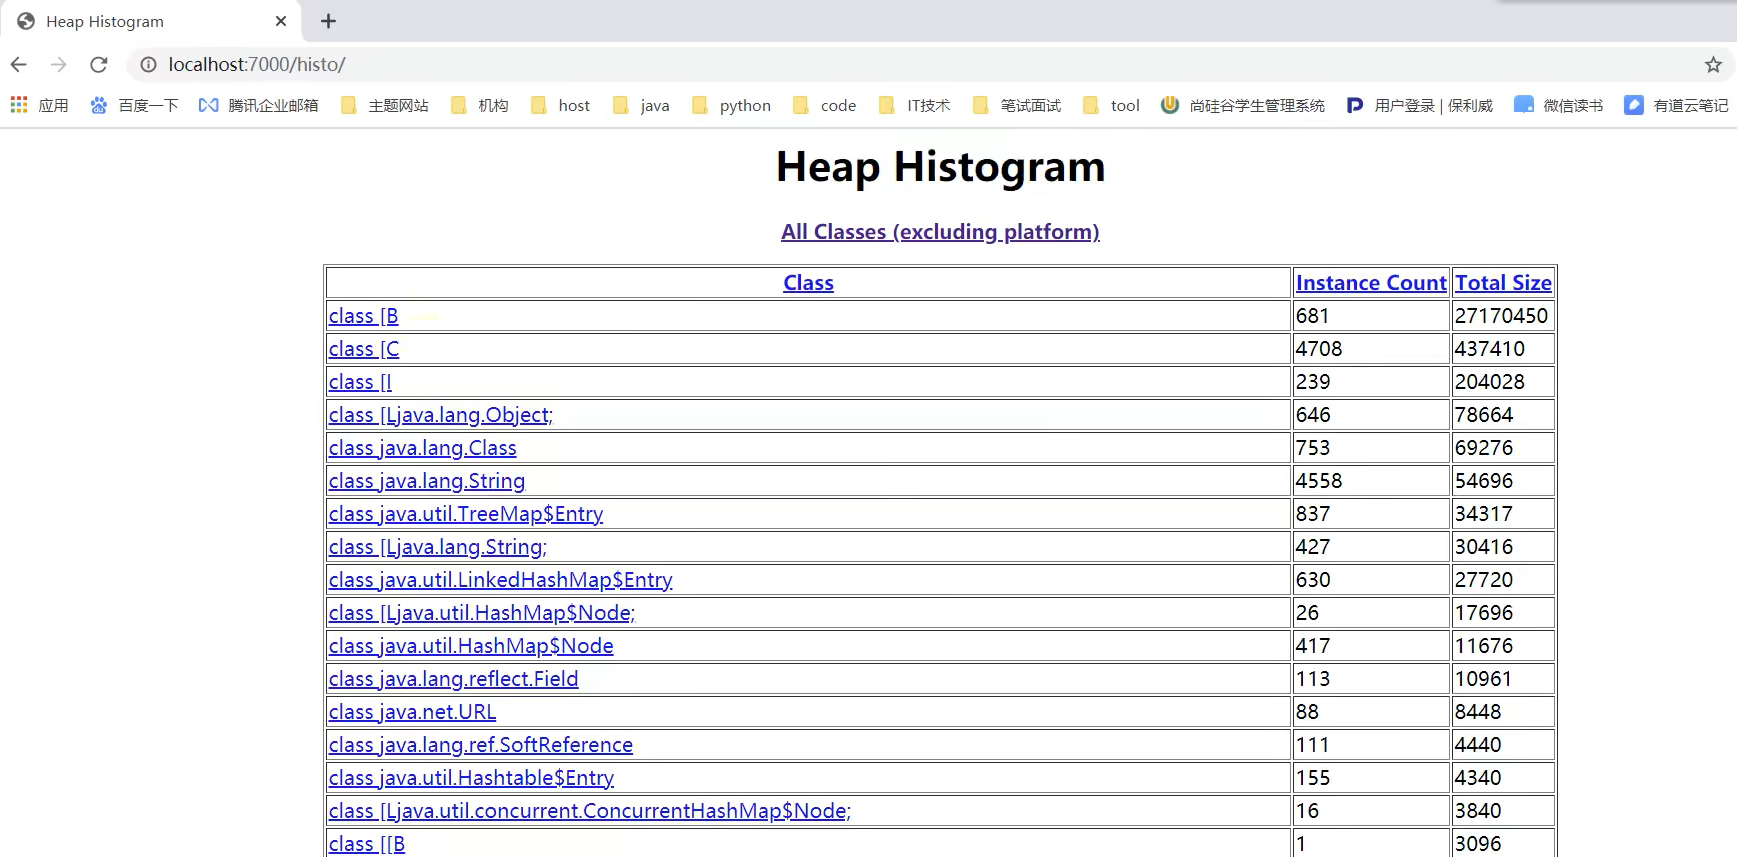 Heap Histogram
localhost:7000/histo/
应用 百度一下 腾讯企业邮箱 主题网站 机构 host java python code IT技术 笔试面试 tool 尚硅谷学生管理系统 用户登录 | 保利威 微信读书 有道云笔记
Heap Histogram
All Classes (excluding platform)
Class Instance Count Total Size
class [B 681 27170450
class [C 4708 437410
class [I 239 204028
class [Ljava.lang.Object; 646 78664
class java.lang.Class 753 69276
class java.lang.String 4558 54696
class java.util.TreeMap$Entry 837 34317
class [Ljava.lang.String; 427 30416
class java.util.LinkedHashMap$Entry 630 27720
class [Ljava.util.HashMap$Node; 26 17696
class java.util.HashMap$Node 417 11676
class java.lang.reflect.Field 113 10961
class java.net.URL 88 8448
class java.lang.ref.SoftReference 111 4440
class java.util.Hashtable$Entry 155 4340
class [Ljava.util.concurrent.ConcurrentHashMap$Node; 16 3840
class [[B 1 3096